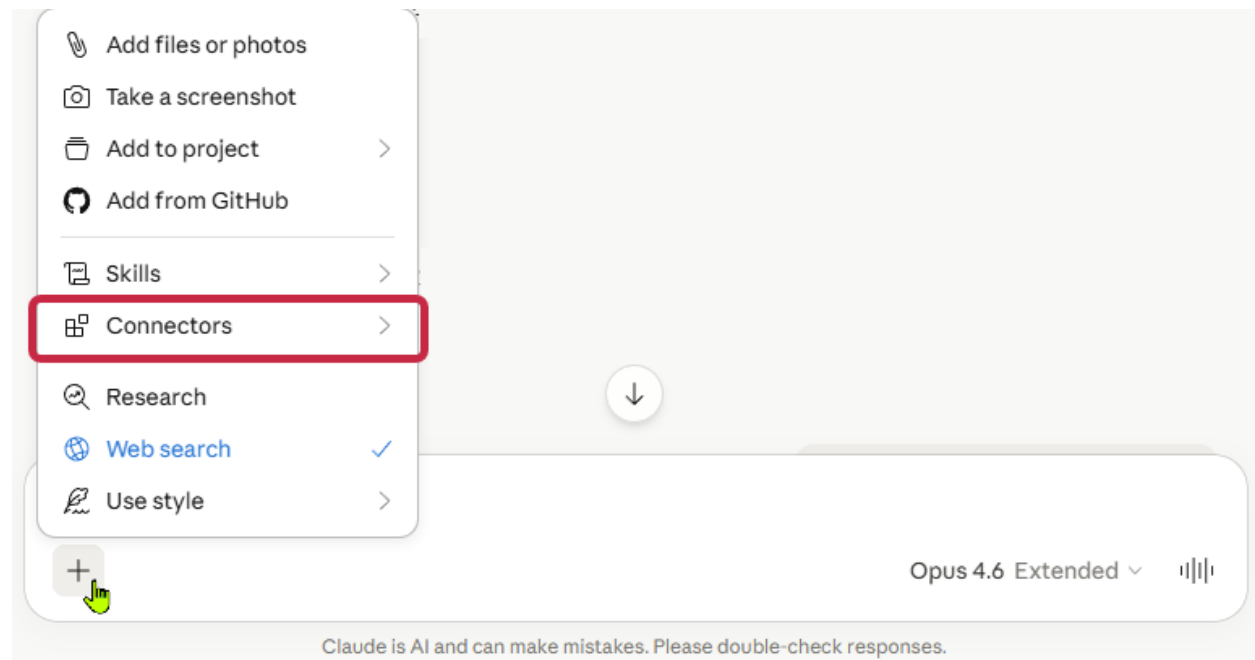 Add files or photos
Take a screenshot
Add to project
Add from GitHub
Skills
Connectors
Research
Web search
Use style
Opus 4.6 Extended
Claude is AI and can make mistakes. Please double-check responses.